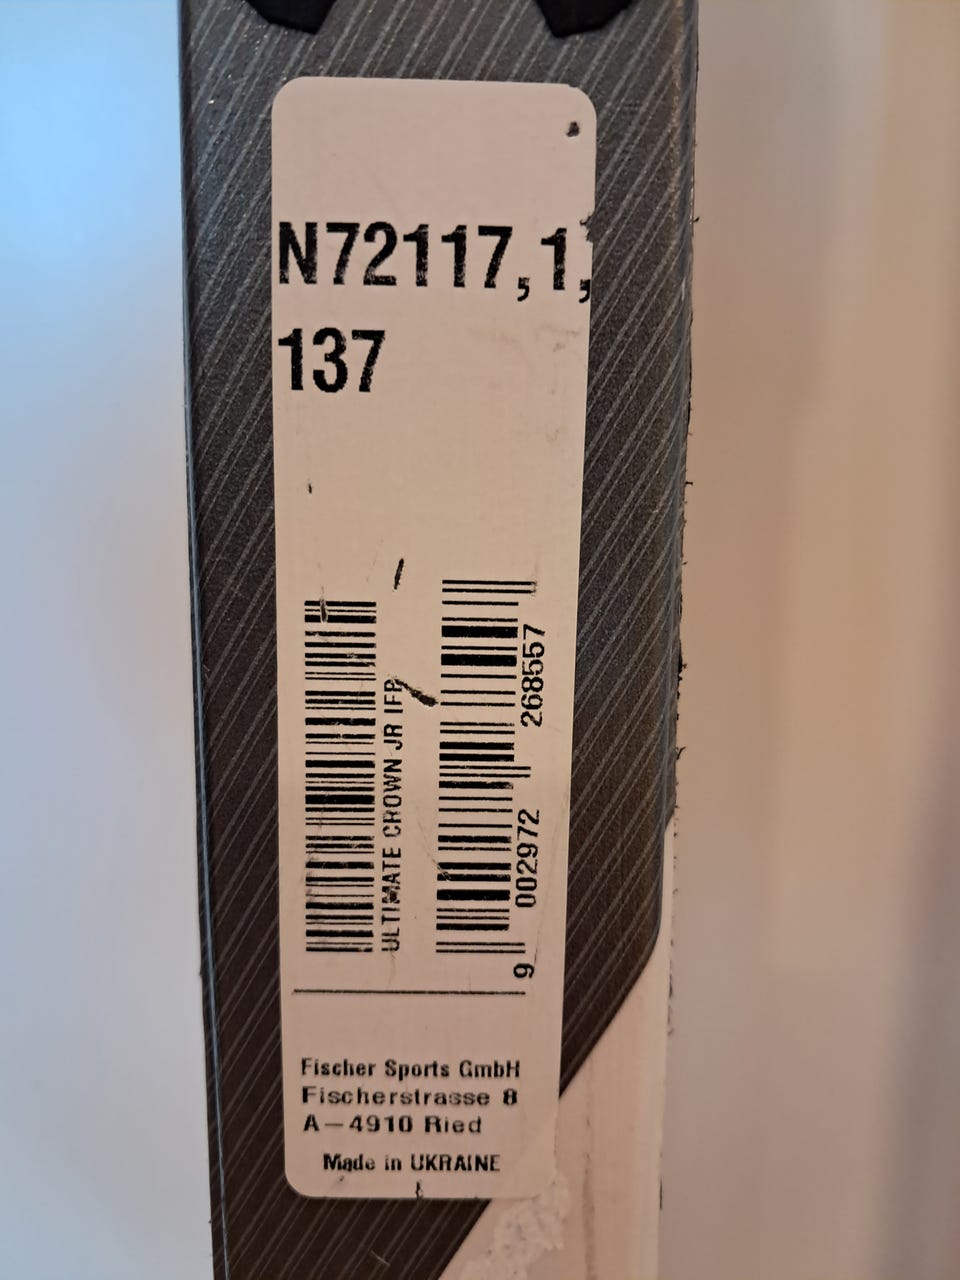 N72117,1,
137
ULTIMATE CROWN JR IFP
9 002972 268557
Fischer Sports GmbH
Fischerstrasse 8
A-4910 Ried
Made in UKRAINE